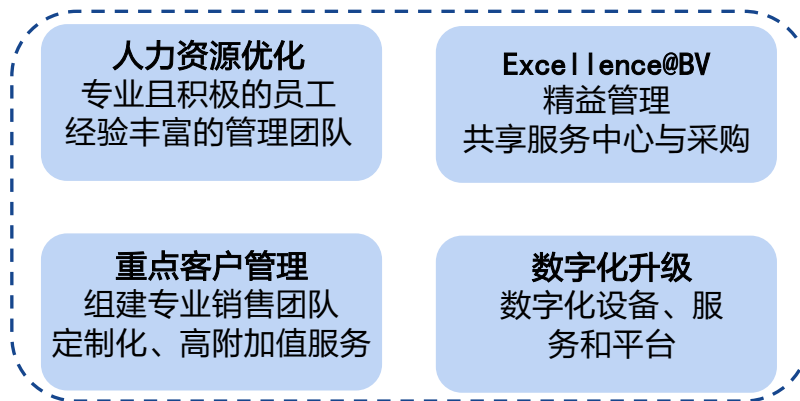 人力资源优化
专业且积极的员工
经验丰富的管理团队
Excellence@BV
精益管理
共享服务中心与采购
重点客户管理
组建专业销售团队
定制化、高附加值服务
数字化升级
数字化设备、服
务和平台